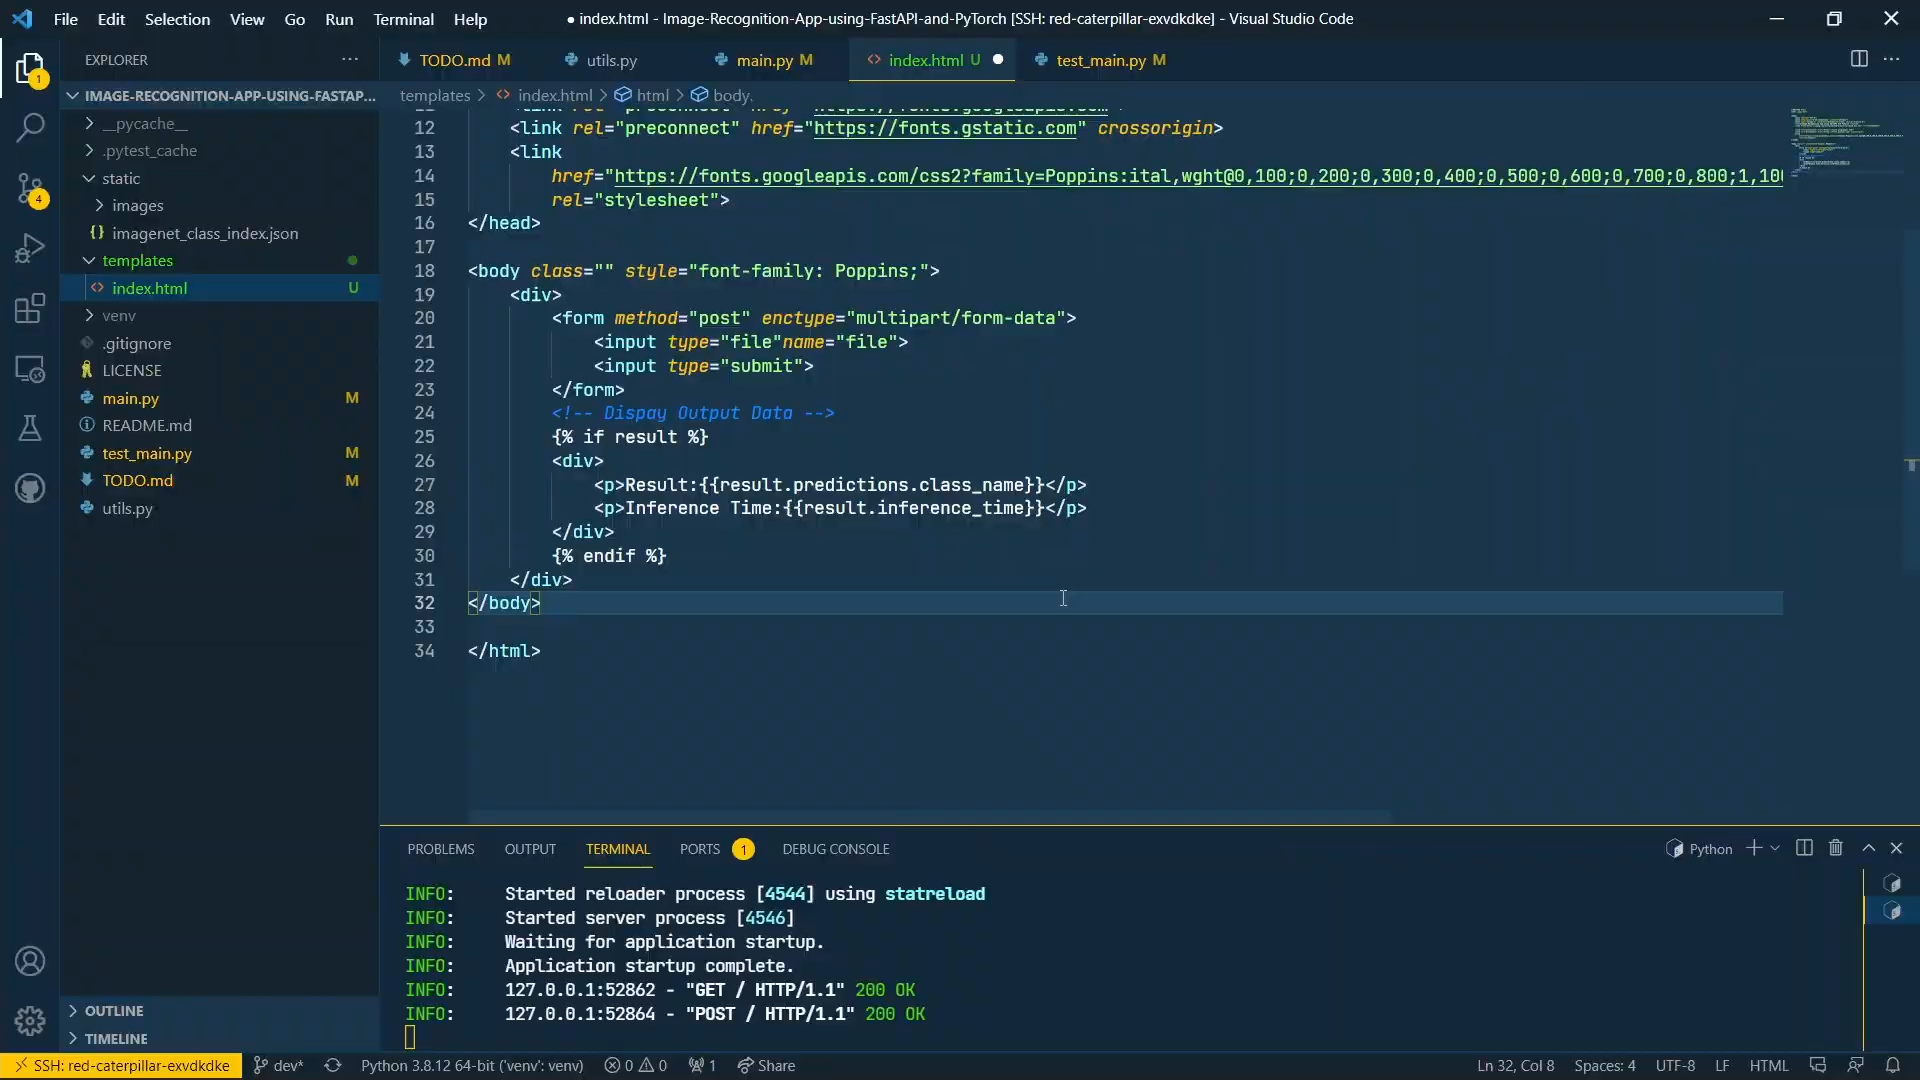 File Edit Selection View Go Run Terminal Help
● index.html - Image-Recognition-App-using-FastAPI-and-PyTorch [SSH: red-caterpillar-exvdkdke] - Visual Studio Code
EXPLORER
TODO.md M
utils.py
main.py M
index.html U
test_main.py M
IMAGE-RECOGNITION-APP-USING-FASTAP...
__pycache__
.pytest_cache
static
images
imagenet_class_index.json
templates
index.html U
venv
.gitignore
LICENSE
main.py M
README.md
test_main.py M
TODO.md M
utils.py
OUTLINE
TIMELINE
1
4
templates > index.html > html > body.
12 <link rel="preconnect" href="https://fonts.gstatic.com" crossorigin>
13 <link
14 href="https://fonts.googleapis.com/css2?family=Poppins:ital,wght@0,100;0,200;0,300;0,400;0,500;0,600;0,700;0,800;1,10
15 rel="stylesheet">
16 </head>
17
18 <body class="" style="font-family: Poppins;">
19 <div>
20 <form method="post" enctype="multipart/form-data">
21 <input type="file"name="file">
22 <input type="submit">
23 </form>
24 <!-- Dispay Output Data -->
25 {% if result %}
26 <div>
27 <p>Result:{{result.predictions.class_name}}</p>
28 <p>Inference Time:{{result.inference_time}}</p>
29 </div>
30 {% endif %}
31 </div>
32 </body>
33
34 </html>
PROBLEMS OUTPUT TERMINAL PORTS 1 DEBUG CONSOLE
Python
INFO: Started reloader process [4544] using statreload
INFO: Started server process [4546]
INFO: Waiting for application startup.
INFO: Application startup complete.
INFO: 127.0.0.1:52862 - "GET / HTTP/1.1" 200 OK
INFO: 127.0.0.1:52864 - "POST / HTTP/1.1" 200 OK
SSH: red-caterpillar-exvdkdke dev* Python 3.8.12 64-bit ('venv': venv) 0 0 1 Share Ln 32, Col 8 Spaces: 4 UTF-8 LF HTML